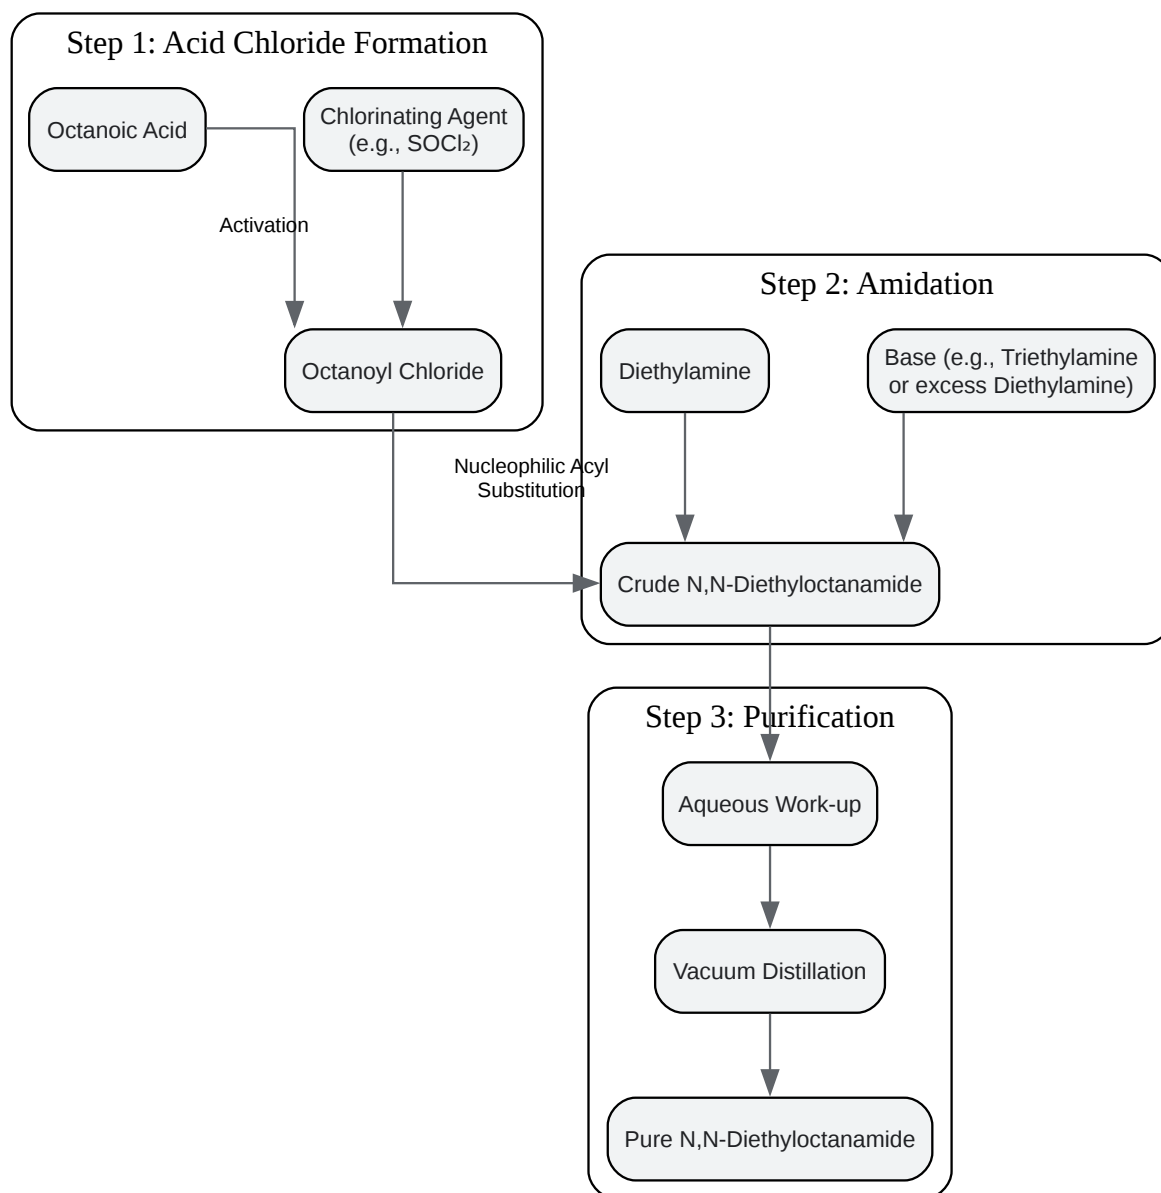 Step 1: Acid Chloride Formation
Octanoic Acid
Chlorinating Agent
(e.g., SOCl₂)
Activation
Octanoyl Chloride
Step 2: Amidation
Diethylamine
Base (e.g., Triethylamine
or excess Diethylamine)
Nucleophilic Acyl
Substitution
Crude N,N-Diethyloctanamide
Step 3: Purification
Aqueous Work-up
Vacuum Distillation
Pure N,N-Diethyloctanamide